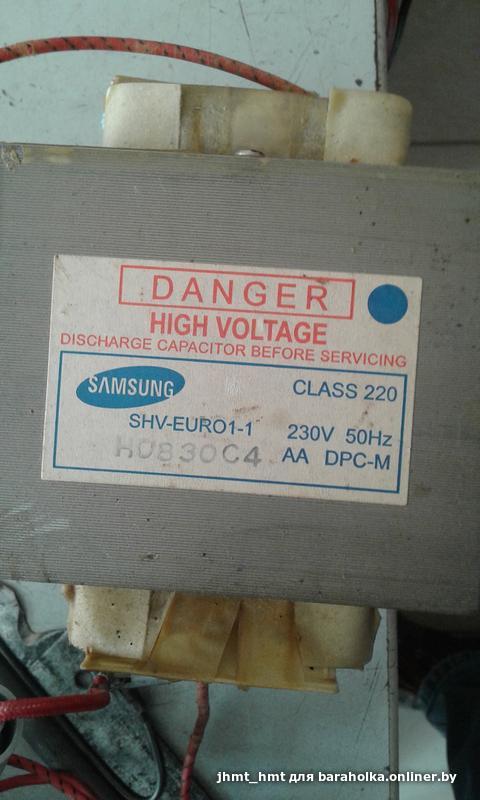 DANGER
HIGH VOLTAGE
DISCHARGE CAPACITOR BEFORE SERVICING
SAMSUNG
CLASS 220
SHV-EURO1-1
230V 50Hz
H0830C4
AA DPC-M
jhmt_hmt для baraholka.onliner.by